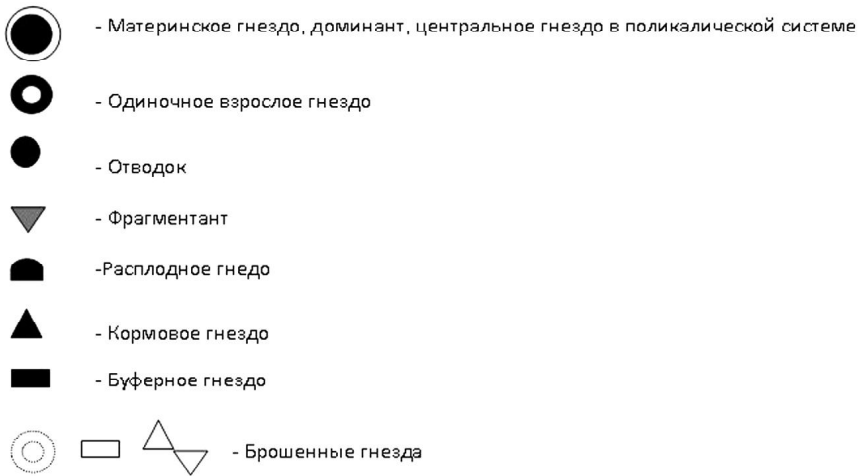 - Материнское гнездо, доминант, центральное гнездо в поликалической системе
- Одиночное взрослое гнездо
- Отводок
- Фрагментант
-Расплодное гнедо
- Кормовое гнездо
- Буферное гнездо
- Брошенные гнезда